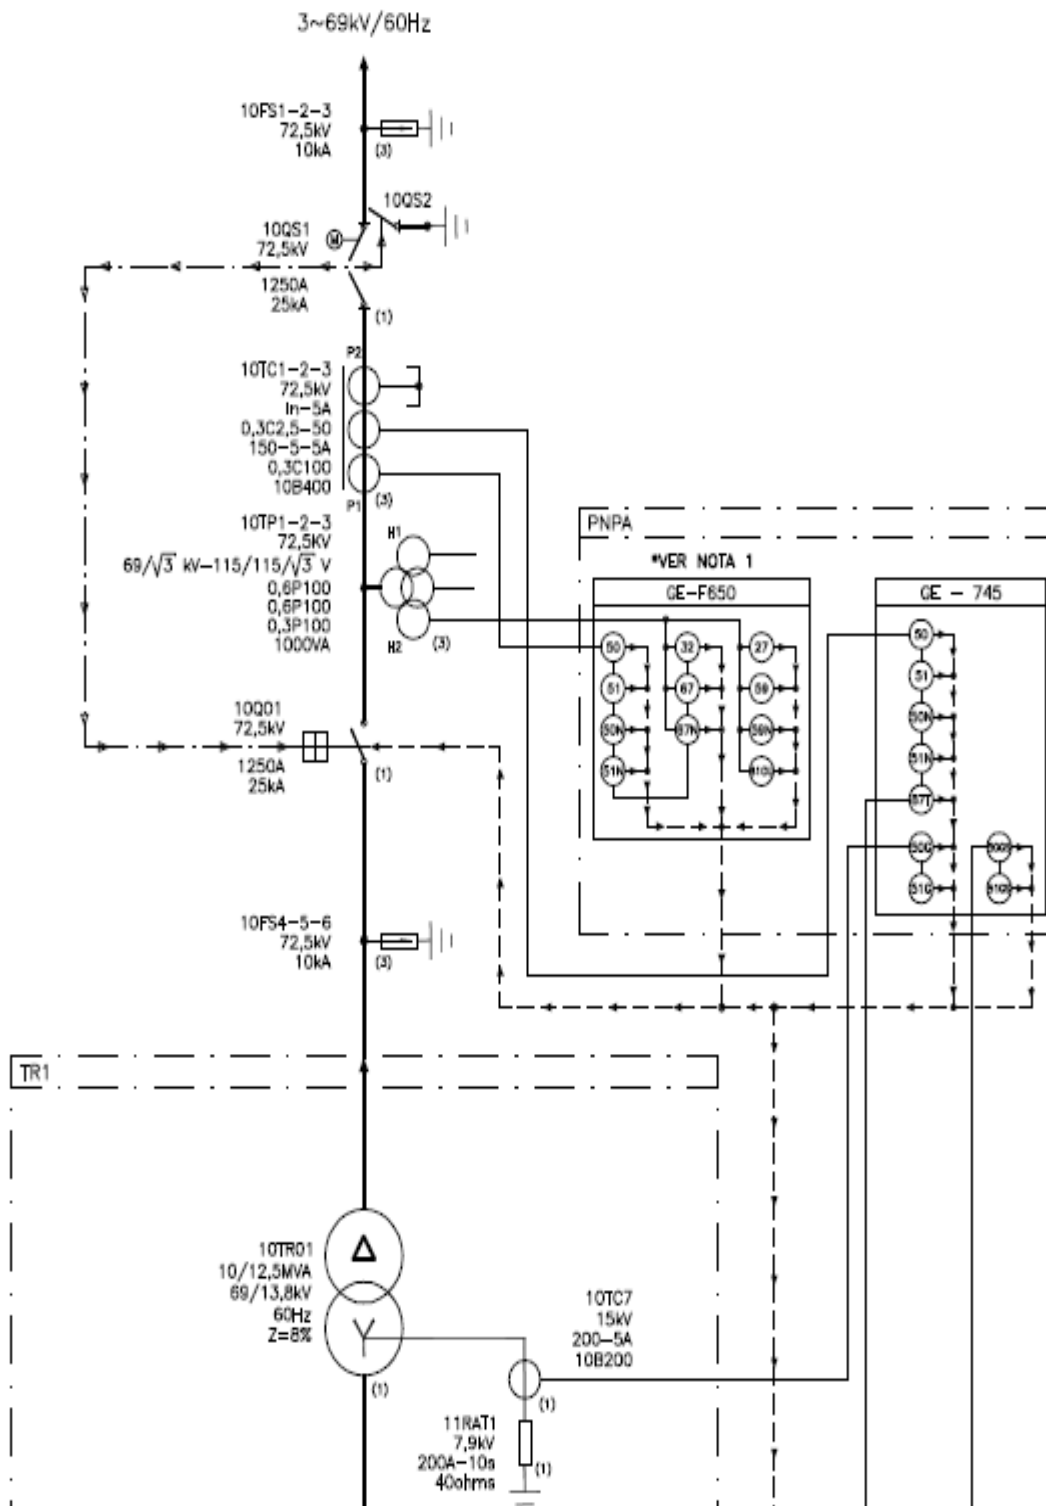 3~69kV/60Hz
10FS1-2-3
72,5kV
10kA
(3)
10QS2
10QS1
72,5kV
M
1250A
25kA
(1)
P2
10TC1-2-3
72,5kV
In-5A
0,3C2,5-50
150-5-5A
0,3C100
10B400
P1
(3)
10TP1-2-3
72,5KV
69/√3 kV-115/115/√3 V
0,6P100
0,6P100
0,3P100
1000VA
H1
H2
(3)
PNPA
*VER NOTA 1
GE-F650
50
51
50N
51N
32
67
67N
27
59
59N
GE - 745
50
51
50N
51N
87T
50G
51G
10Q01
72,5kV
1250A
25kA
(1)
10FS4-5-6
72,5kV
10kA
(3)
TR1
10TR01
10/12,5MVA
69/13,8kV
60Hz
Z=8%
(1)
10TC7
15kV
200-5A
10B200
(1)
11RAT1
7,9kV
200A-10s
40ohms
(1)